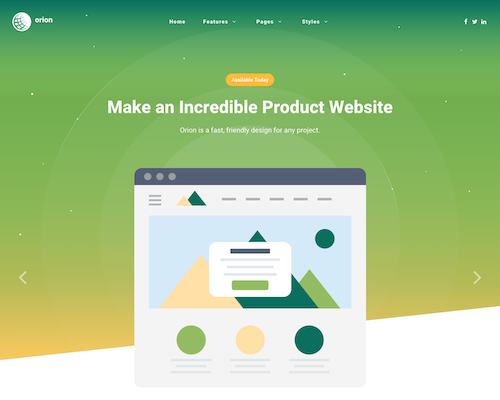 orion
Home Features Pages Styles
Available Today
Make an Incredible Product Website
Orion is a fast, friendly design for any project.